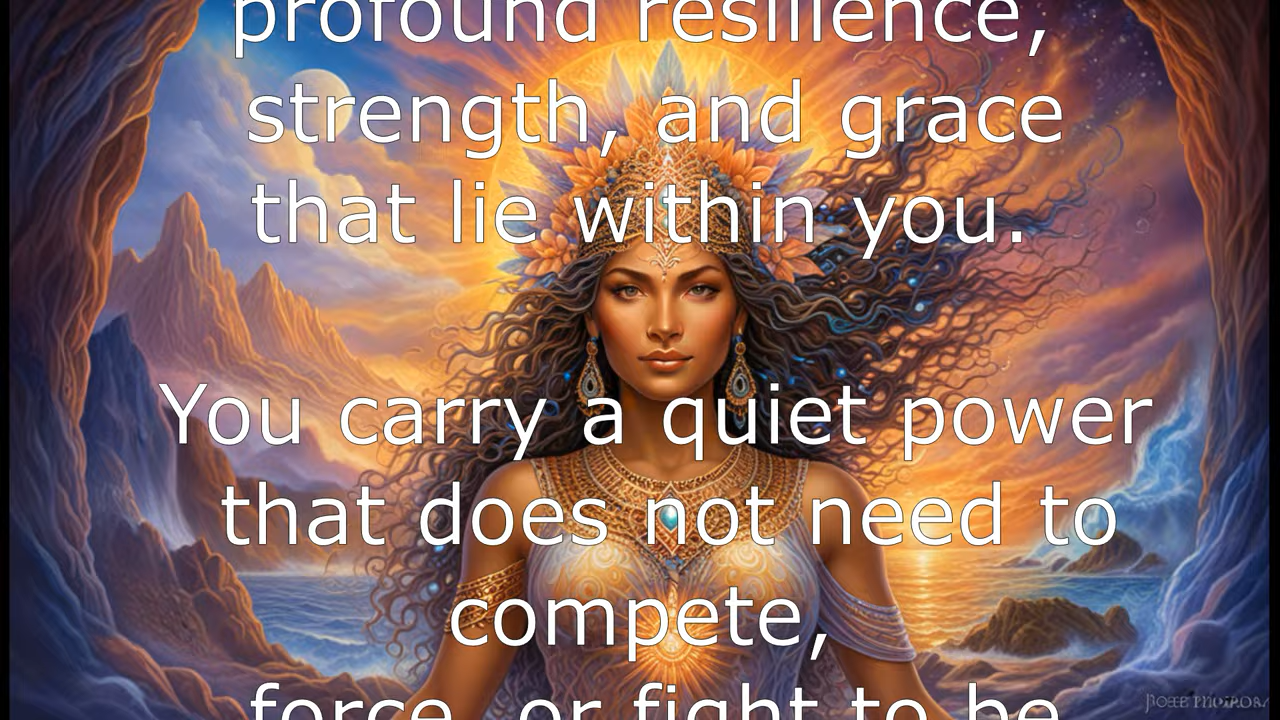 profound resilience,
strength, and grace
that lie within you.
You carry a quiet power
that does not need to
compete,
force, or fight to be